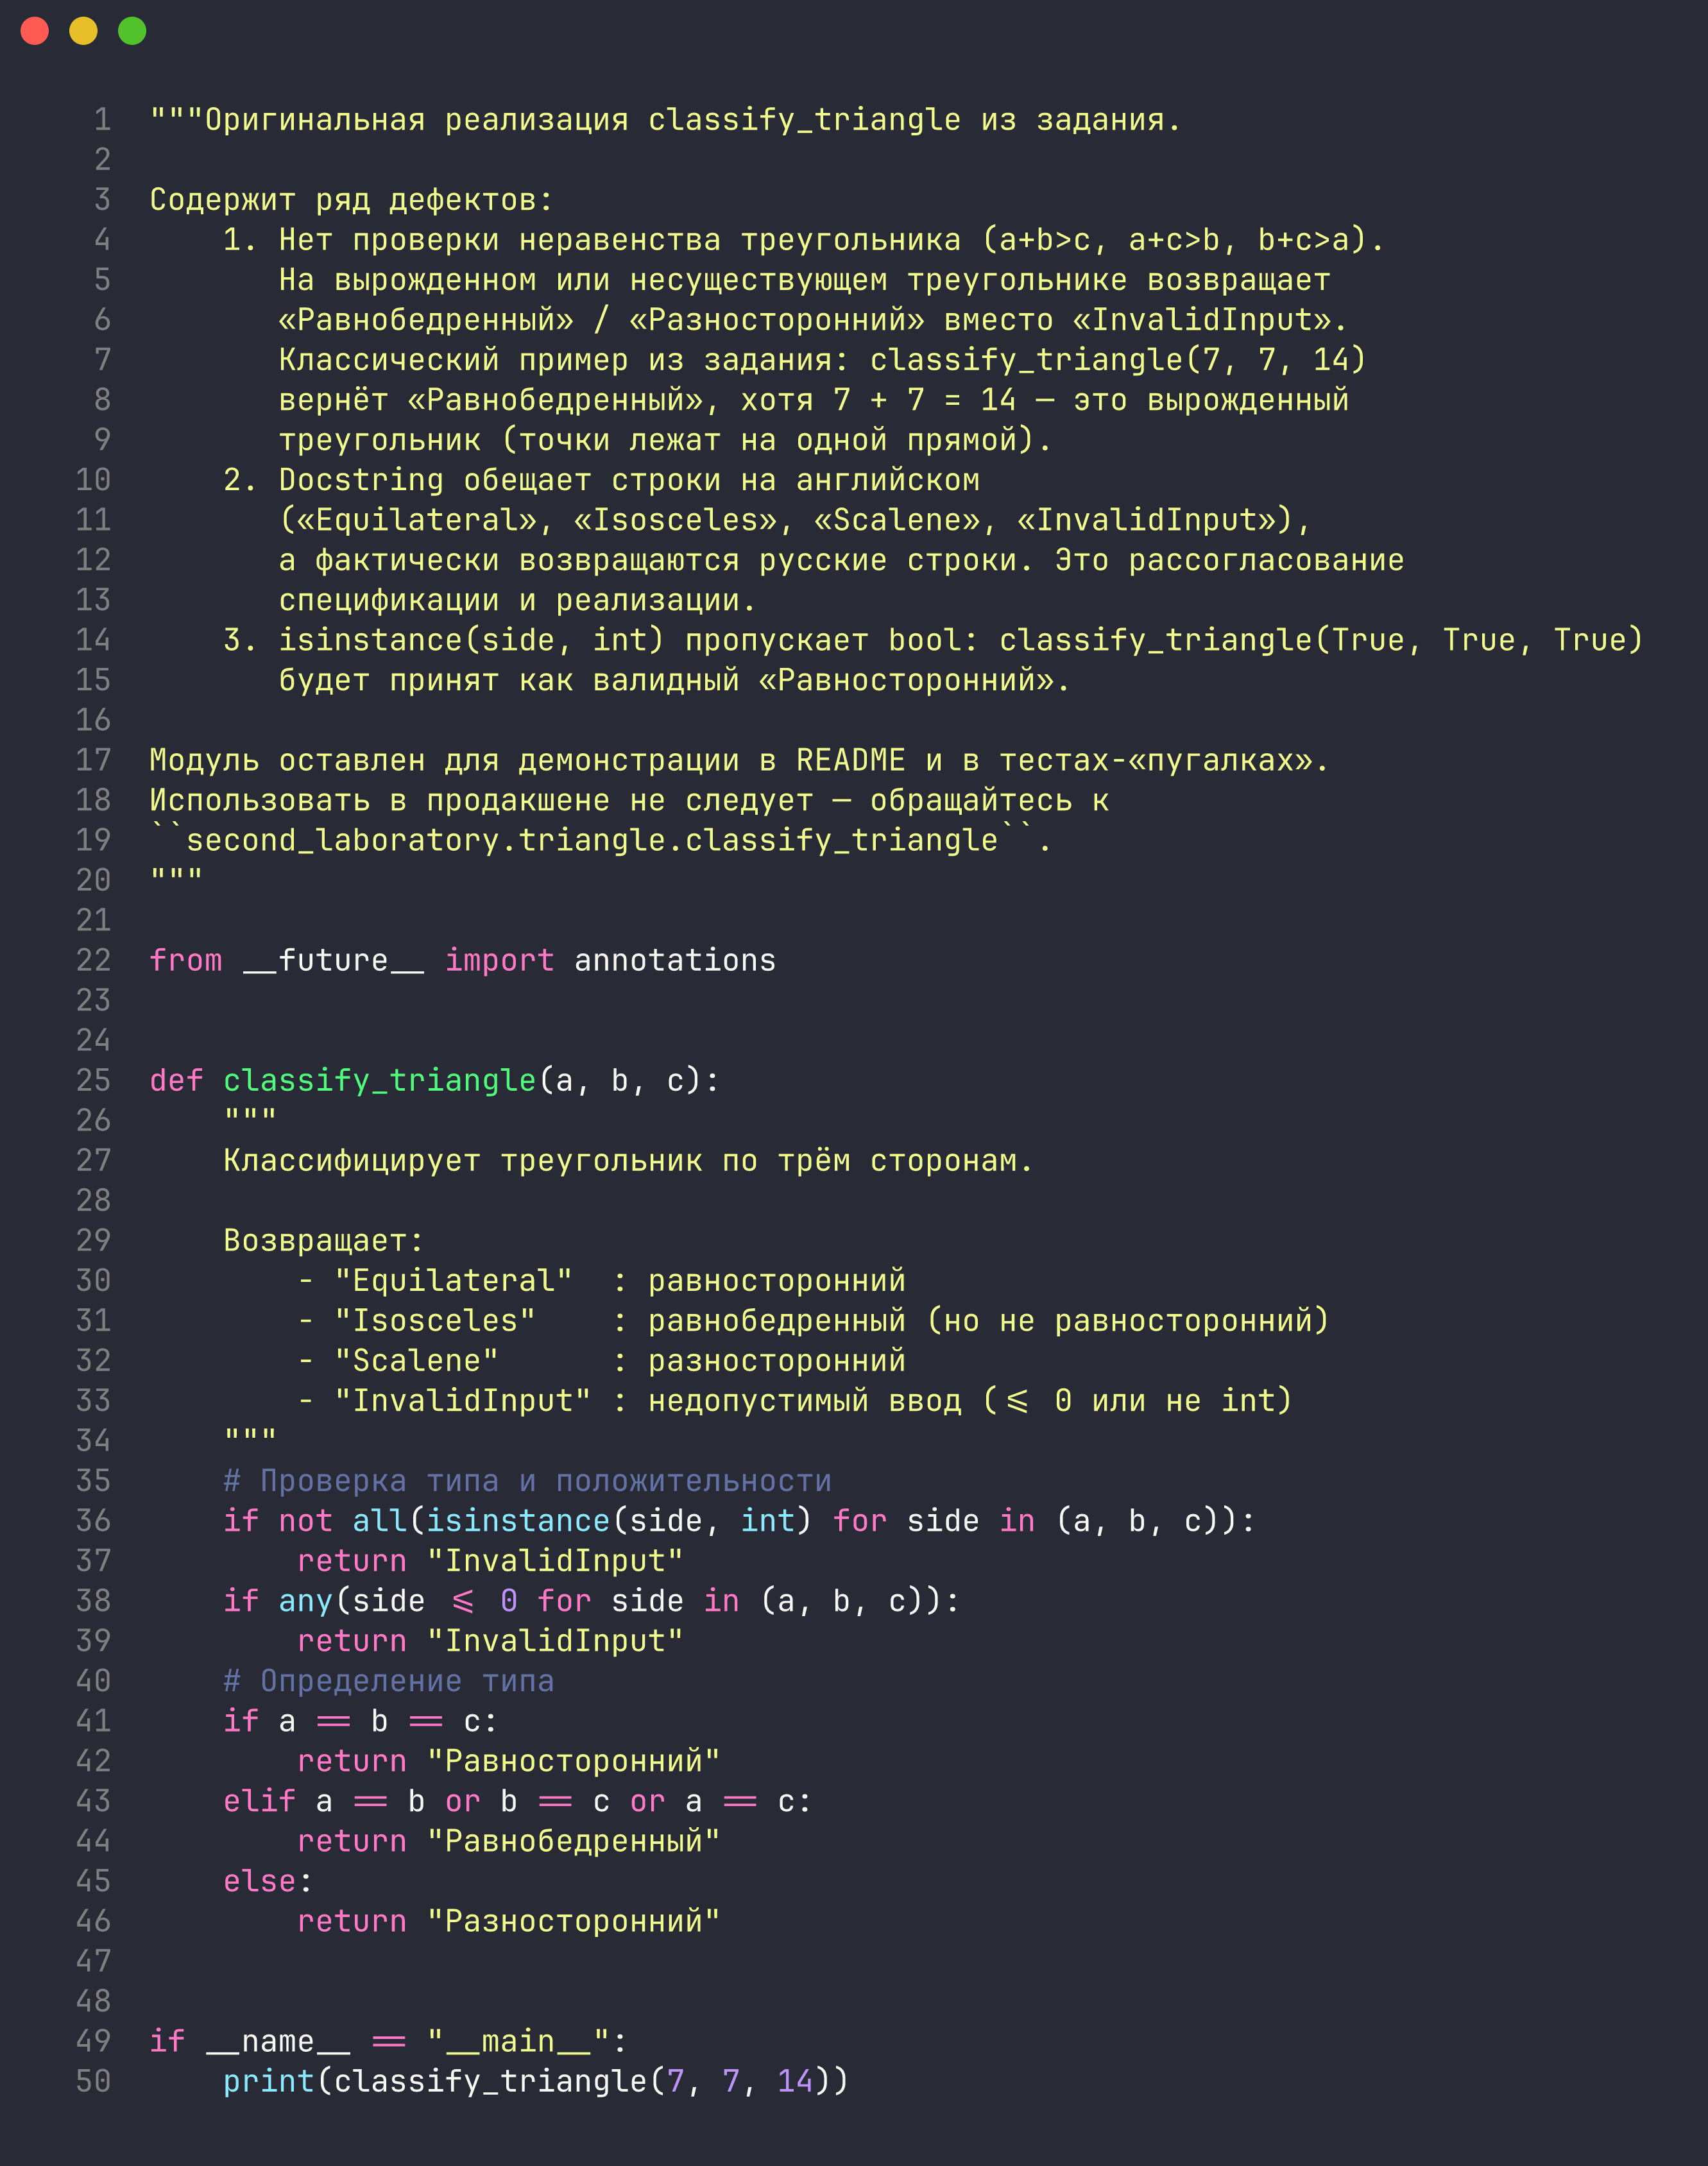 1 """Оригинальная реализация classify_triangle из задания.
2
3 Содержит ряд дефектов:
4     1. Нет проверки неравенства треугольника (a+b>c, a+c>b, b+c>a).
5        На вырожденном или несуществующем треугольнике возвращает
6        «Равнобедренный» / «Разносторонний» вместо «InvalidInput».
7        Классический пример из задания: classify_triangle(7, 7, 14)
8        вернёт «Равнобедренный», хотя 7 + 7 = 14 — это вырожденный
9        треугольник (точки лежат на одной прямой).
10     2. Docstring обещает строки на английском
11        («Equilateral», «Isosceles», «Scalene», «InvalidInput»),
12        а фактически возвращаются русские строки. Это рассогласование
13        спецификации и реализации.
14     3. isinstance(side, int) пропускает bool: classify_triangle(True, True, True)
15        будет принят как валидный «Равносторонний».
16
17 Модуль оставлен для демонстрации в README и в тестах-«пугалках».
18 Использовать в продакшене не следует — обращайтесь к
19 ``second_laboratory.triangle.classify_triangle``.
20 """
21
22 from __future__ import annotations
23
24
25 def classify_triangle(a, b, c):
26     """
27     Классифицирует треугольник по трём сторонам.
28
29     Возвращает:
30         - "Equilateral"  : равносторонний
31         - "Isosceles"    : равнобедренный (но не равносторонний)
32         - "Scalene"      : разносторонний
33         - "InvalidInput" : недопустимый ввод (<= 0 или не int)
34     """
35     # Проверка типа и положительности
36     if not all(isinstance(side, int) for side in (a, b, c)):
37         return "InvalidInput"
38     if any(side <= 0 for side in (a, b, c)):
39         return "InvalidInput"
40     # Определение типа
41     if a == b == c:
42         return "Равносторонний"
43     elif a == b or b == c or a == c:
44         return "Равнобедренный"
45     else:
46         return "Разносторонний"
47
48
49 if __name__ == "__main__":
50     print(classify_triangle(7, 7, 14))